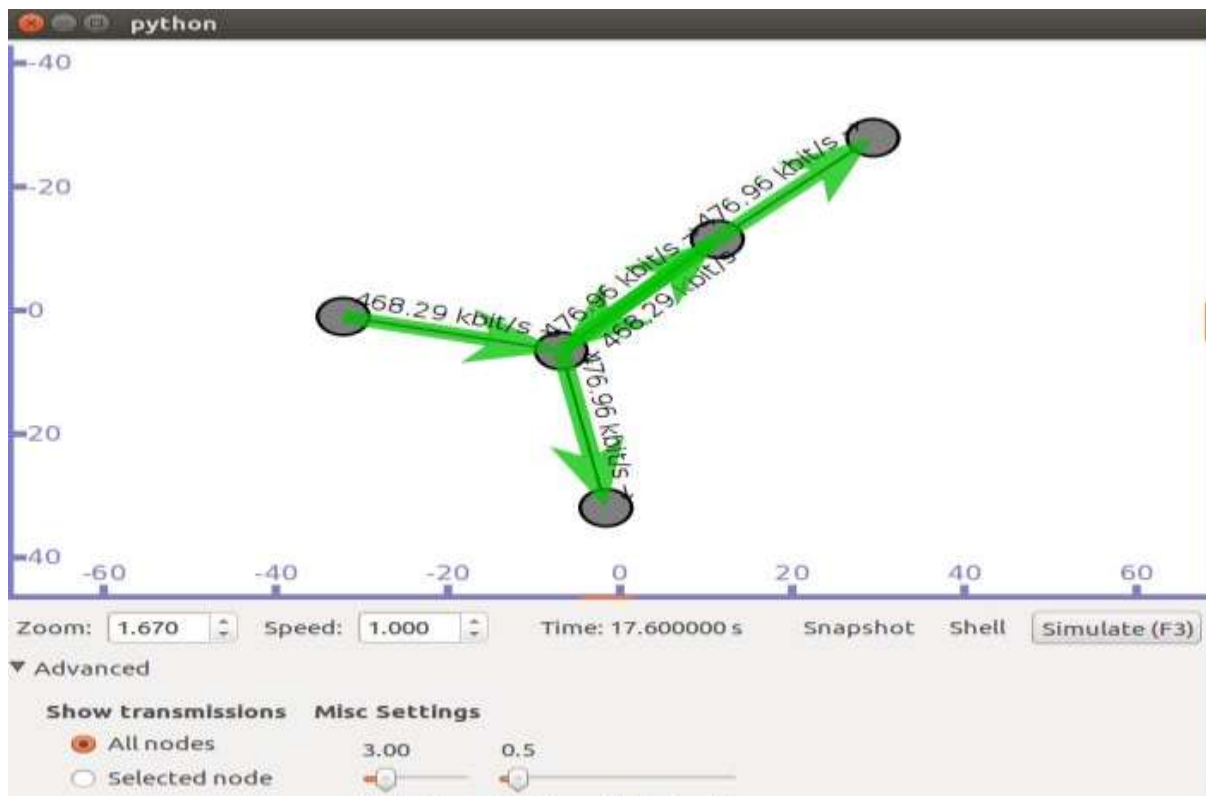 python
-40
-20
0
20
40
476.96 kbit/s
476.96 kbit/s
468.29 kbit/s
468.29 kbit/s
476.96 kbit/s
-60 -40 -20 0 20 40 60
Zoom: 1.670 Speed: 1.000 Time: 17.600000 s Snapshot Shell Simulate (F3)
Advanced
Show transmissions Misc Settings
All nodes 3.00 0.5
Selected node